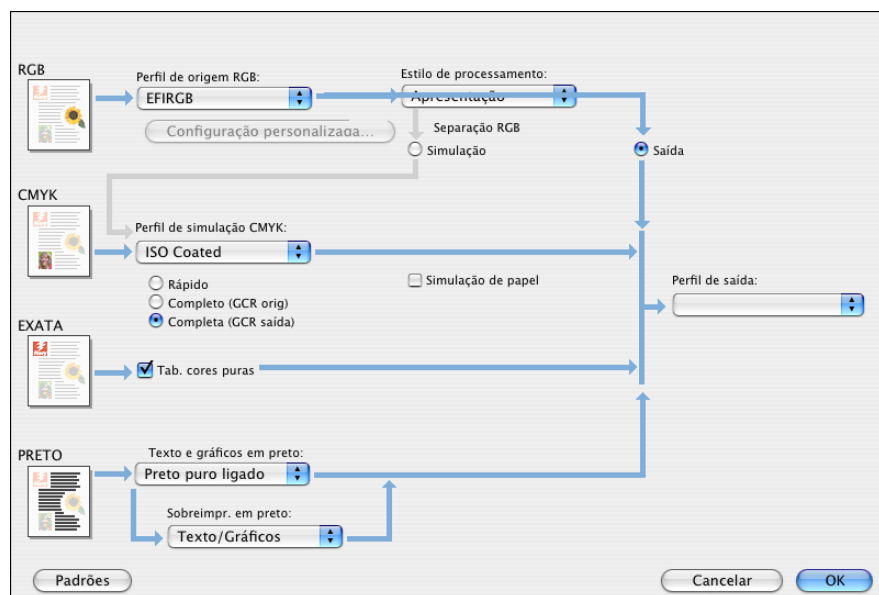 RGB
Perfil de origem RGB:
EFIRGB
Estilo de processamento:
Apresentação
Configuração personalizada...
Separação RGB
Simulação
Saída
CMYK
Perfil de simulação CMYK:
ISO Coated
Rápido
Completo (GCR orig)
Completa (GCR saída)
Simulação de papel
Perfil de saída:
EXATA
Tab. cores puras
PRETO
Texto e gráficos em preto:
Preto puro ligado
Sobreimpr. em preto:
Texto/Gráficos
Padrões
Cancelar
OK